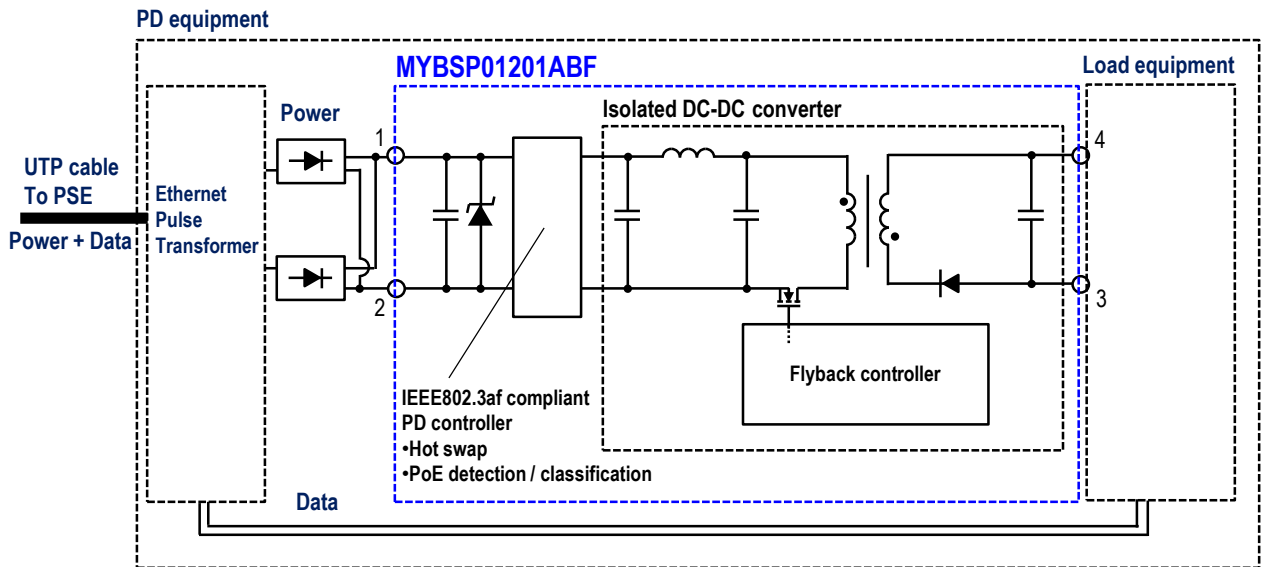 PD equipment
MYBSP01201ABF
Load equipment
Power
Isolated DC-DC converter
1
4
UTP cable
To PSE
Power + Data
Ethernet
Pulse
Transformer
2
3
Flyback controller
IEEE802.3af compliant
PD controller
•Hot swap
•PoE detection / classification
Data